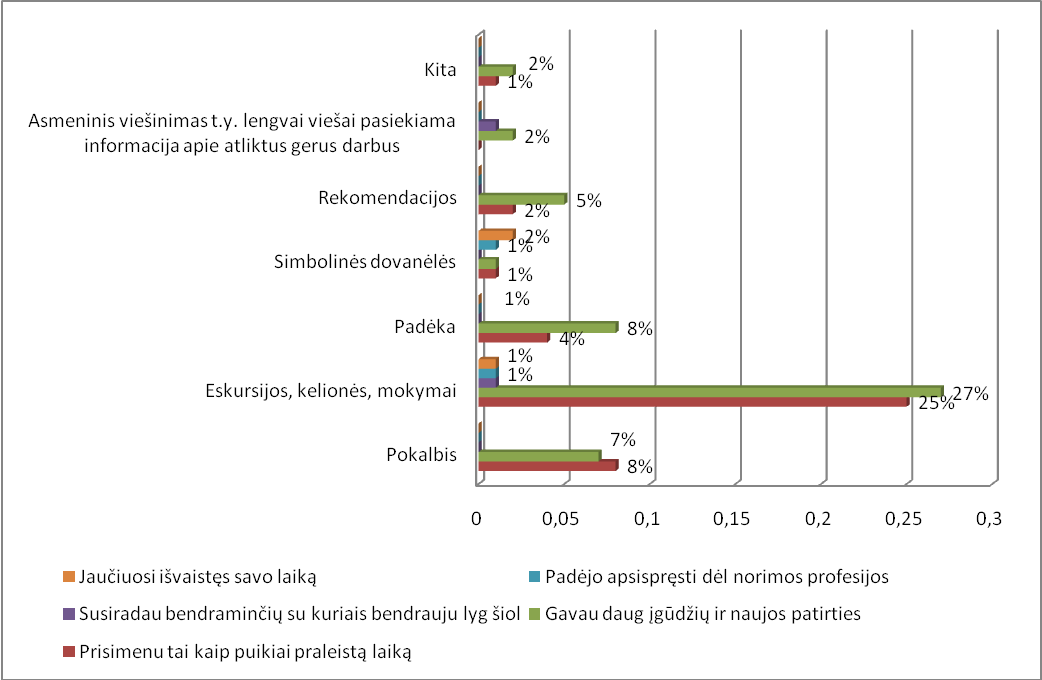 Kita
2%
1%
Asmeninis viešinimas t.y. lengvai viešai pasiekiama
informacija apie atliktus gerus darbus
2%
Rekomendacijos
5%
2%
2%
1%
Simbolinės dovanėlės
1%
1%
Padėka
8%
4%
1%
1%
Eskursijos, kelionės, mokymai
27%
25%
7%
Pokalbis
8%
0 0,05 0,1 0,15 0,2 0,25 0,3
Jaučiuosi išvaistęs savo laiką
Padėjo apsispręsti dėl norimos profesijos
Susiradau bendraminčių su kuriais bendrauju lyg šiol
Gavau daug įgūdžių ir naujos patirties
Prisimenu tai kaip puikiai praleistą laiką